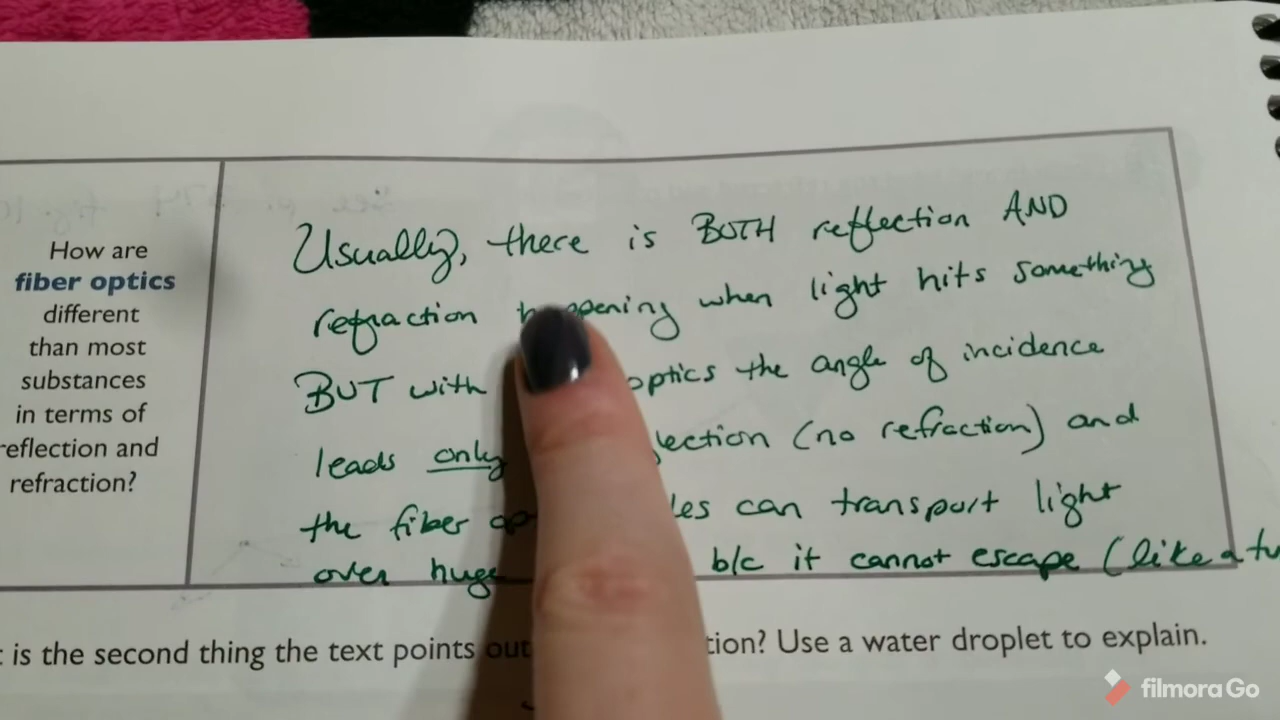 How are
fiber optics
different
than most
substances
in terms of
reflection and
refraction?
Usually, there is BOTH reflection AND
refraction happening when light hits something
BUT with optics the angle of incidence
leads only (no refraction) and
the fiber can transport light
over huge b/c it cannot escape (like a
is the second thing the text points out Use a water droplet to explain.
filmoraGo